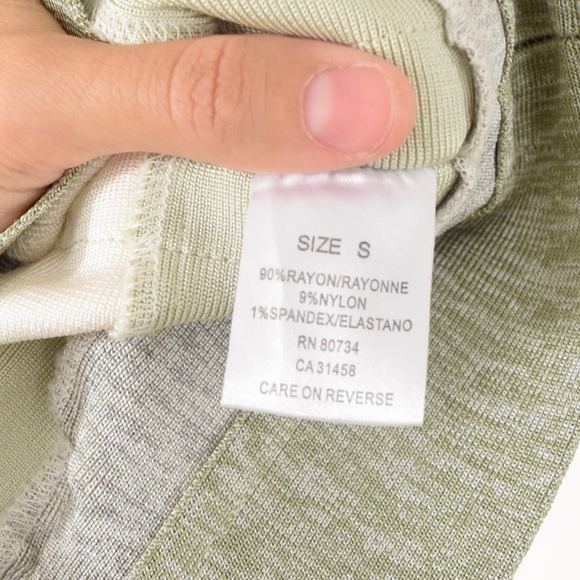 SIZE S
90%RAYON/RAYONNE
9%NYLON
1%SPANDEX/ELASTANO
RN 80734
CA 31458
CARE ON REVERSE